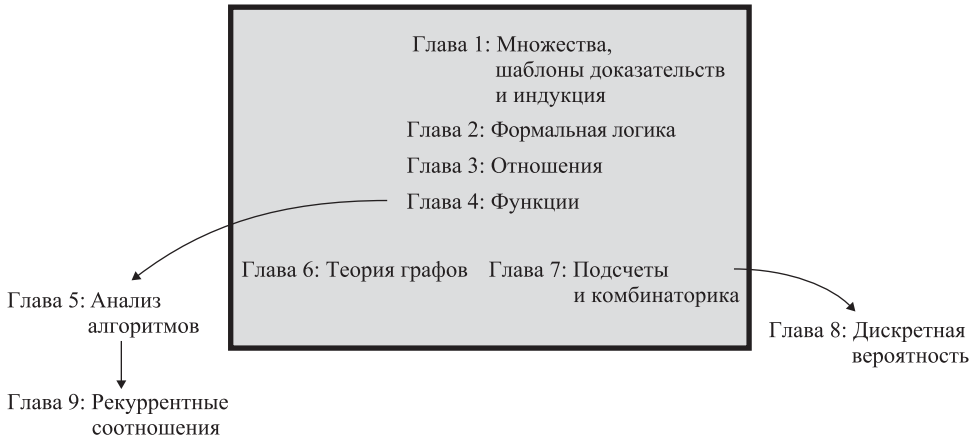 Глава 1: Множества,
шаблоны доказательств
и индукция
Глава 2: Формальная логика
Глава 3: Отношения
Глава 4: Функции
Глава 6: Теория графов
Глава 7: Подсчеты
и комбинаторика
Глава 5: Анализ
алгоритмов
Глава 8: Дискретная
вероятность
Глава 9: Рекуррентные
соотношения